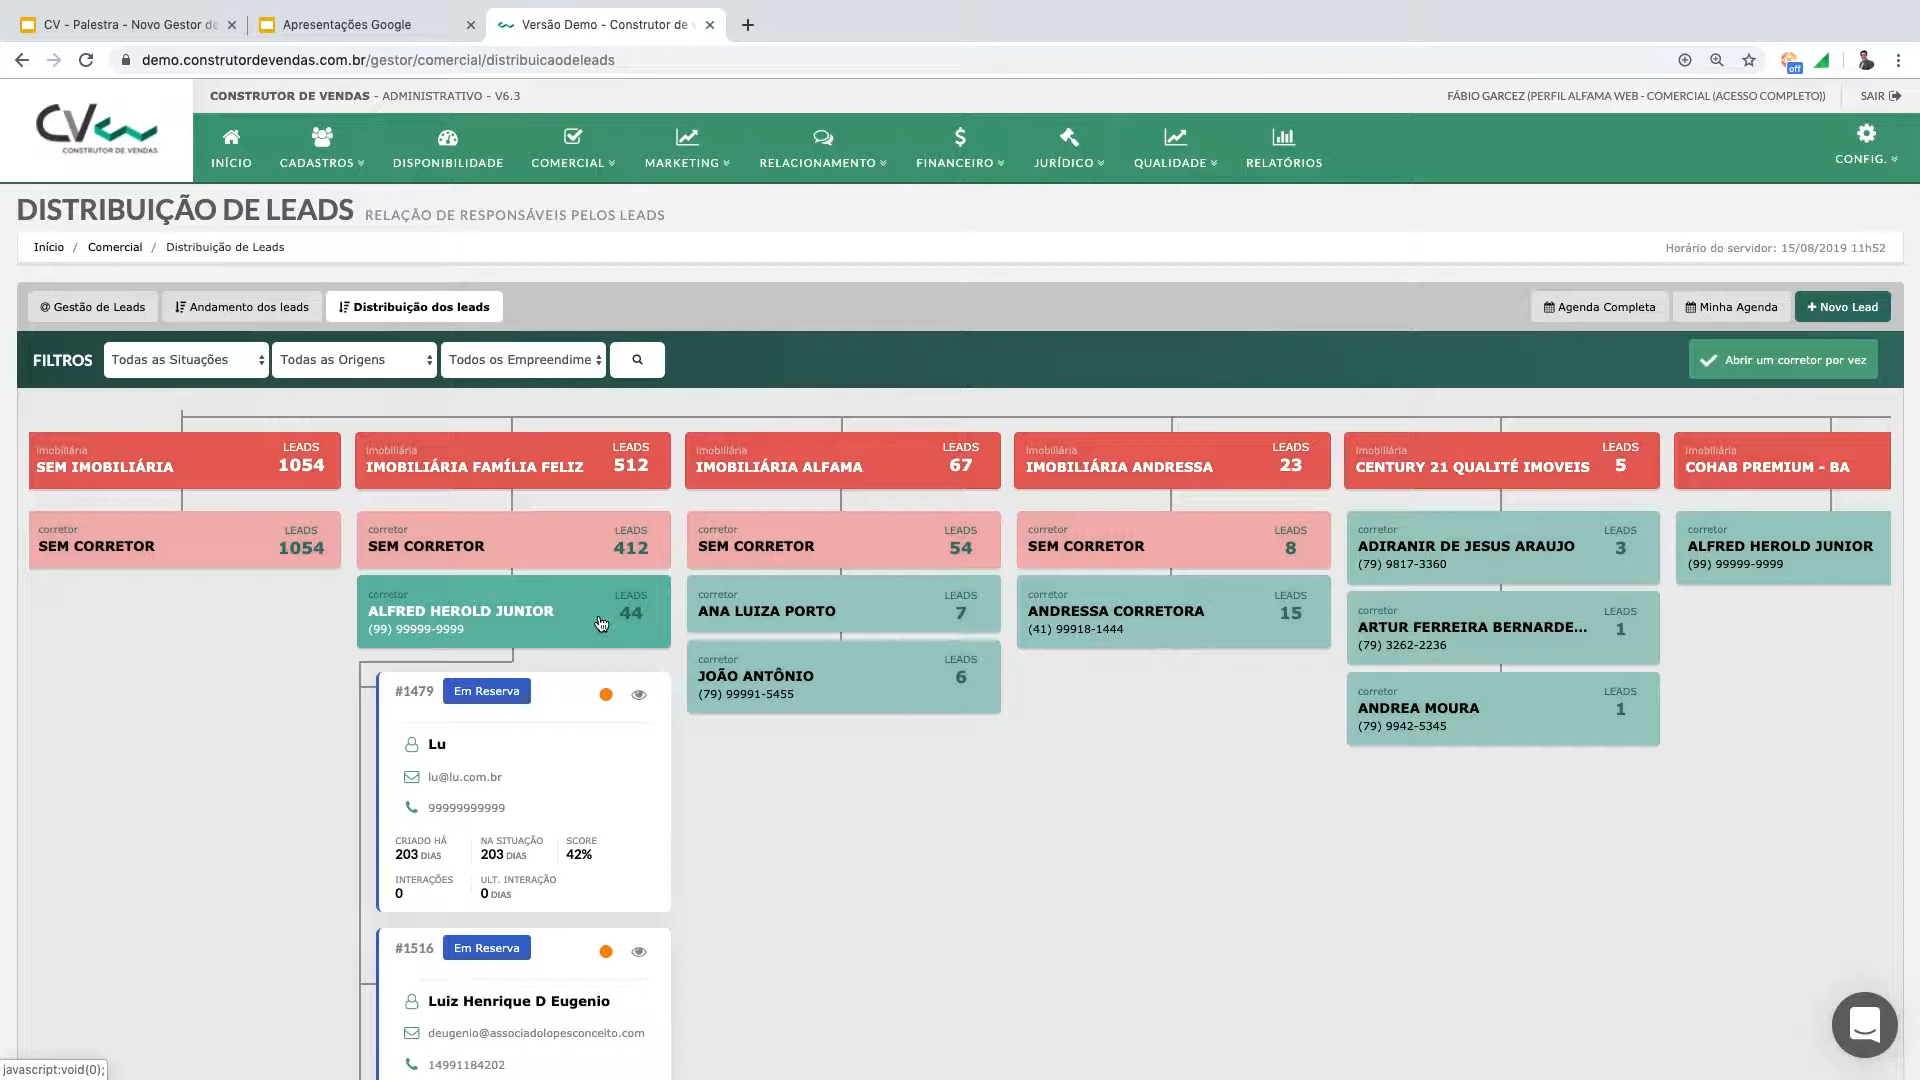 CV - Palestra - Novo Gestor de
Apresentações Google
Versão Demo - Construtor de v
demo.construtordevendas.com.br/gestor/comercial/distribuicaodeleads
off
CV
CONSTRUTOR DE VENDAS
CONSTRUTOR DE VENDAS - ADMINISTRATIVO - V6.3
FÁBIO GARCEZ (PERFIL ALFAMA WEB - COMERCIAL (ACESSO COMPLETO))
SAIR
INÍCIO
CADASTROS
DISPONIBILIDADE
COMERCIAL
MARKETING
RELACIONAMENTO
FINANCEIRO
JURÍDICO
QUALIDADE
RELATÓRIOS
CONFIG.
DISTRIBUIÇÃO DE LEADS RELAÇÃO DE RESPONSÁVEIS PELOS LEADS
Início / Comercial / Distribuição de Leads
Horário do servidor: 15/08/2019 11h52
@ Gestão de Leads
Andamento dos leads
Distribuição dos leads
Agenda Completa
Minha Agenda
+ Novo Lead
FILTROS
Todas as Situações
Todas as Origens
Todos os Empreendime
Abrir um corretor por vez
imobiliária
SEM IMOBILIÁRIA
LEADS
1054
corretor
SEM CORRETOR
LEADS
1054
imobiliária
IMOBILIÁRIA FAMÍLIA FELIZ
LEADS
512
corretor
SEM CORRETOR
LEADS
412
corretor
ALFRED HEROLD JUNIOR
(99) 99999-9999
LEADS
44
#1479
Em Reserva
Lu
lu@lu.com.br
99999999999
CRIADO HÁ
203 DIAS
NA SITUAÇÃO
203 DIAS
SCORE
42%
INTERAÇÕES
0
ULT. INTERAÇÃO
0 DIAS
#1516
Em Reserva
Luiz Henrique D Eugenio
deugenio@associadolopesconceito.com
14991184202
imobiliária
IMOBILIÁRIA ALFAMA
LEADS
67
corretor
SEM CORRETOR
LEADS
54
corretor
ANA LUIZA PORTO
LEADS
7
corretor
JOÃO ANTÔNIO
(79) 99991-5455
LEADS
6
imobiliária
IMOBILIÁRIA ANDRESSA
LEADS
23
corretor
SEM CORRETOR
LEADS
8
corretor
ANDRESSA CORRETORA
(41) 99918-1444
LEADS
15
imobiliária
CENTURY 21 QUALITÉ IMOVEIS
LEADS
5
corretor
ADIRANIR DE JESUS ARAUJO
(79) 9817-3360
LEADS
3
corretor
ARTUR FERREIRA BERNARDE...
(79) 3262-2236
LEADS
1
corretor
ANDREA MOURA
(79) 9942-5345
LEADS
1
imobiliária
COHAB PREMIUM - BA
corretor
ALFRED HEROLD JUNIOR
(99) 99999-9999
javascript:void(0);